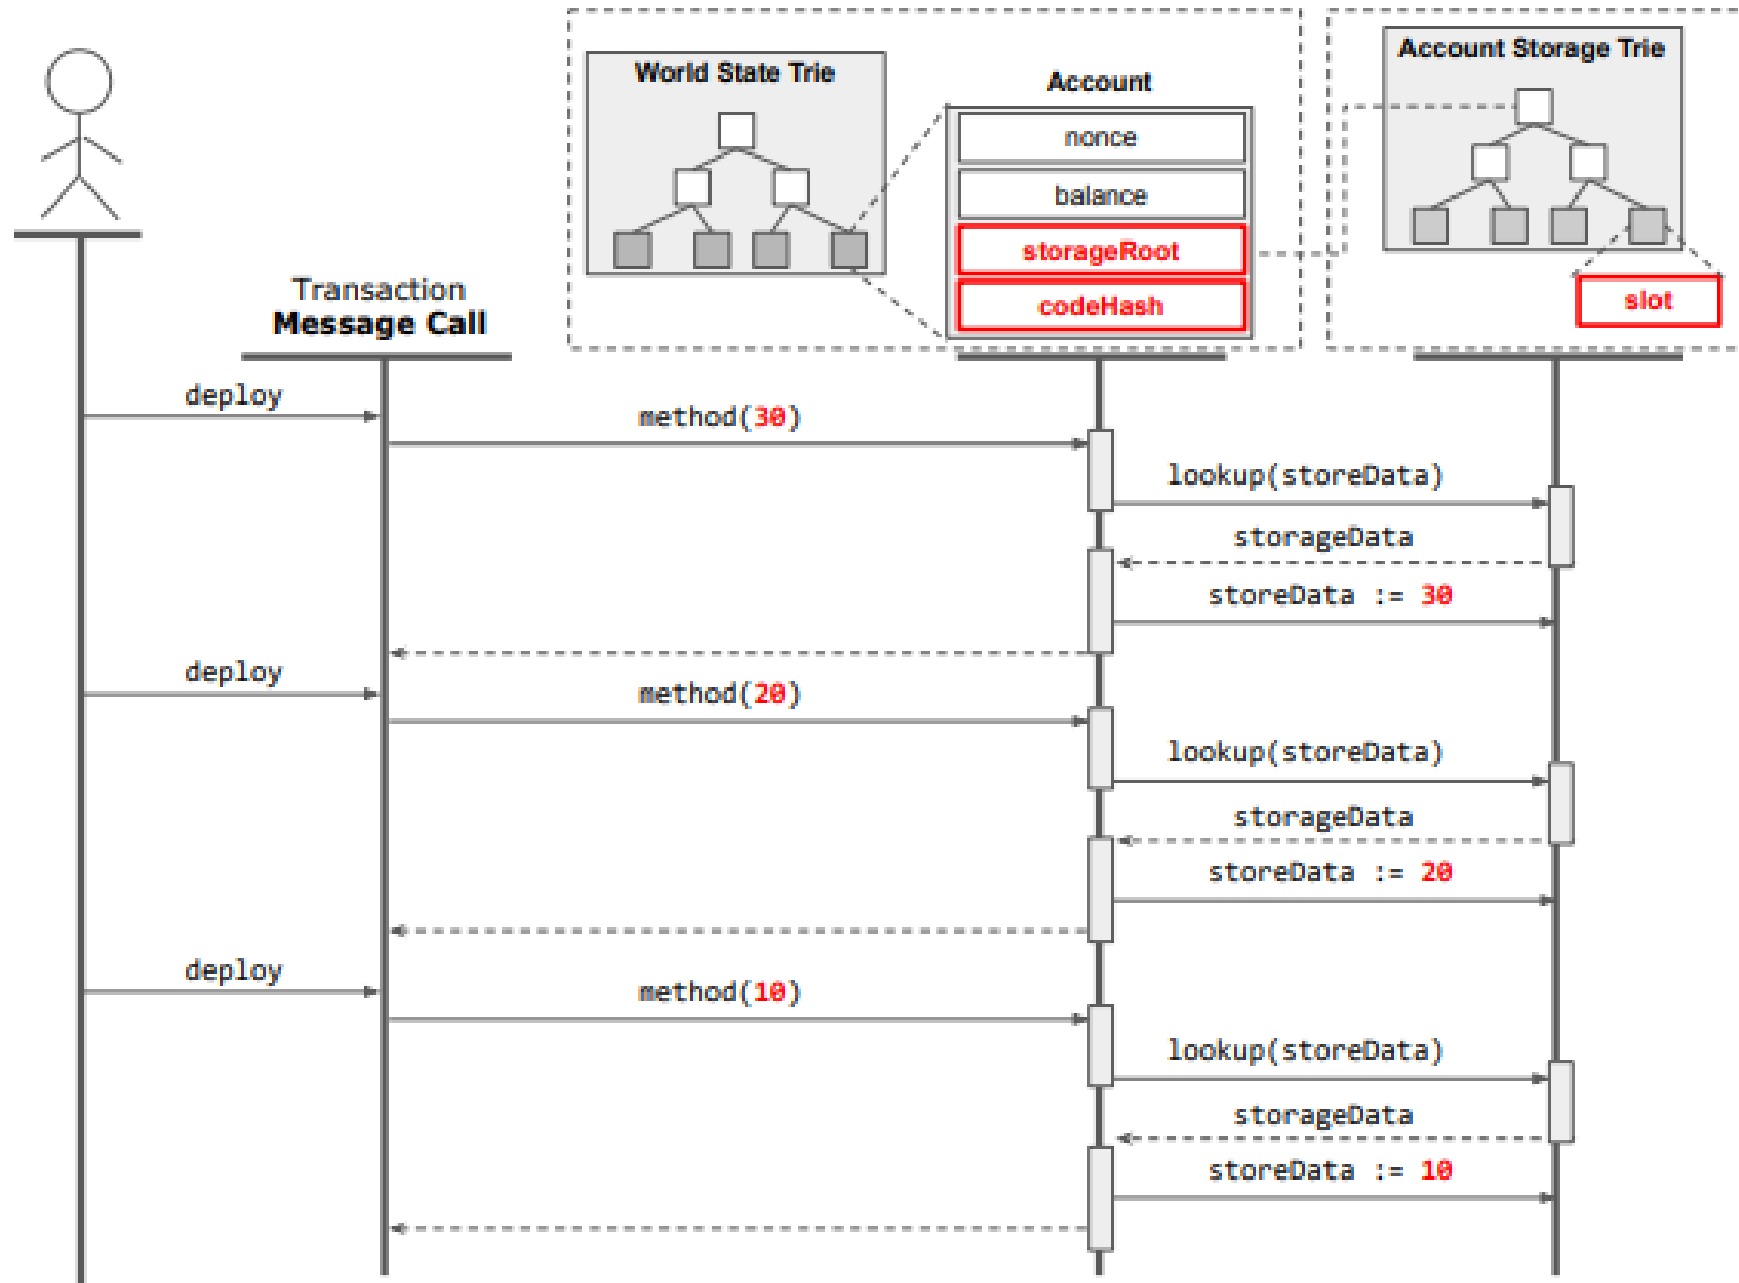 World State Trie
Account
nonce
balance
storageRoot
codeHash
Account Storage Trie
slot
Transaction
Message Call
deploy
method(30)
lookup(storeData)
storageData
storeData := 30
deploy
method(20)
lookup(storeData)
storageData
storeData := 20
deploy
method(10)
lookup(storeData)
storageData
storeData := 10